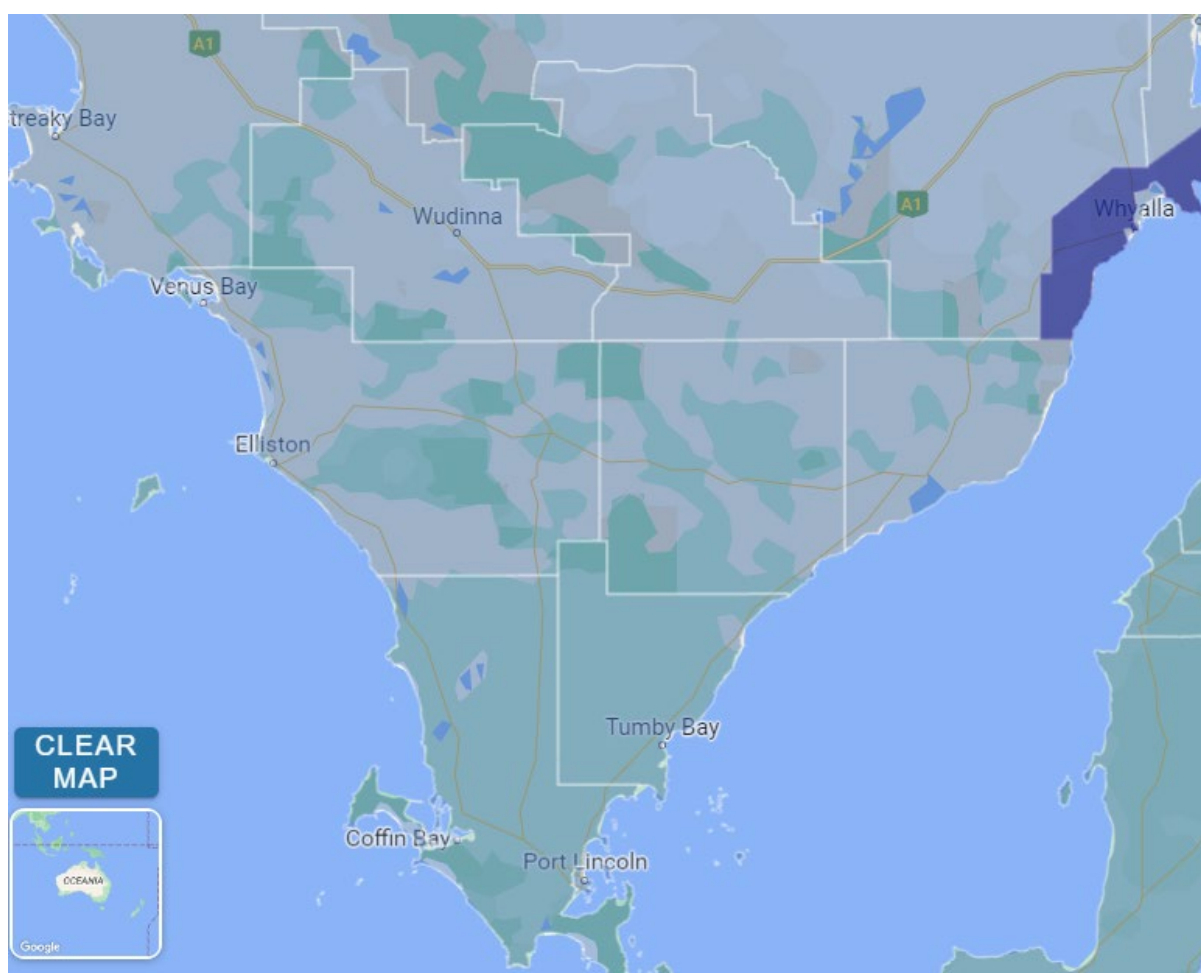 A1
treaky Bay
Wudinna
A1
Whyalla
Venus Bay
Elliston
Tumby Bay
CLEAR
MAP
Coffin Bay
Port Lincoln
OCEANIA
Google